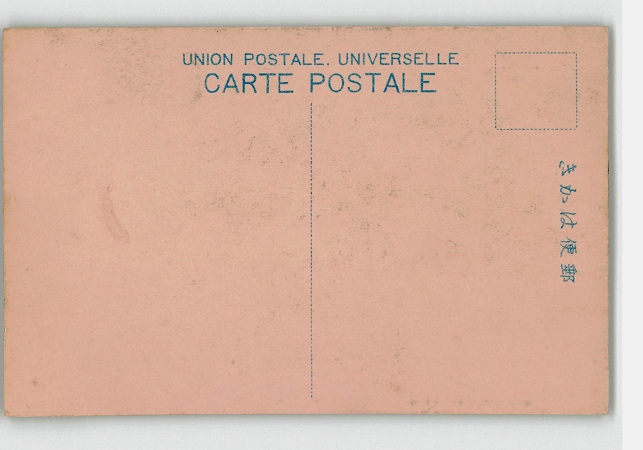 UNION POSTALE. UNIVERSELLE
CARTE POSTALE
きかは便郵